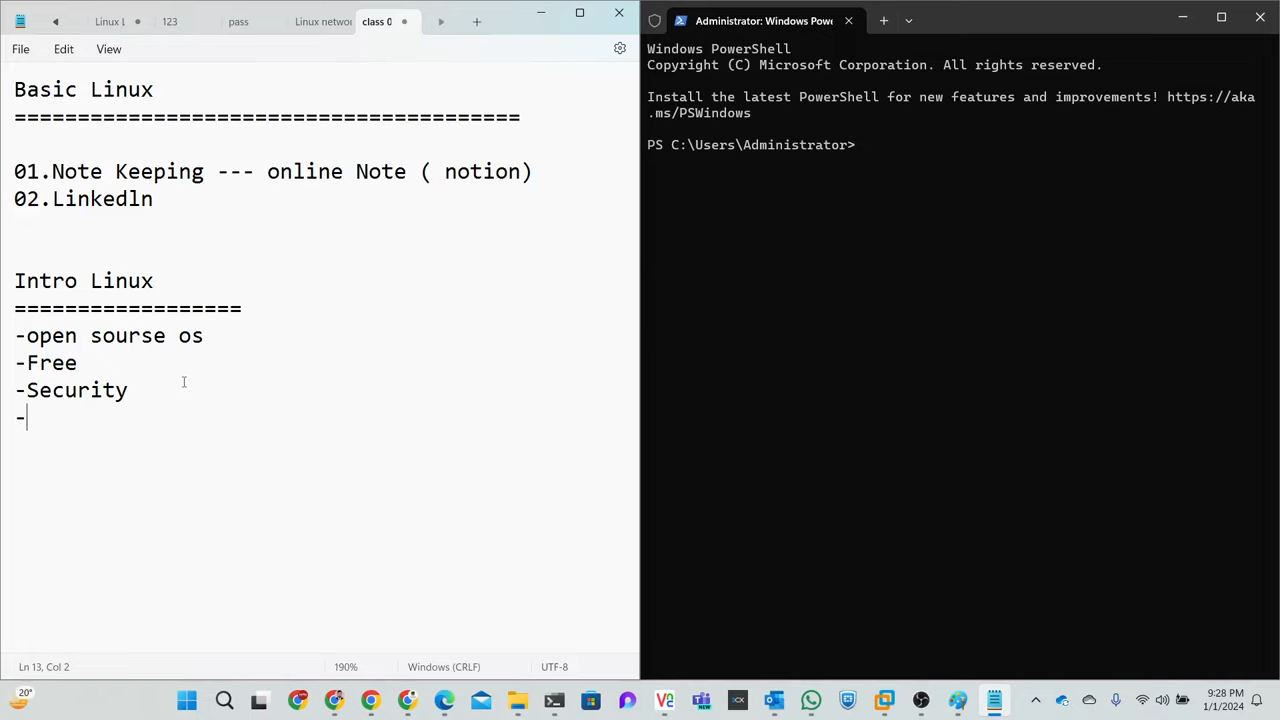 Linux L
123
pass
Linux networ
class 0
File
Edit
View
Basic Linux
========================================
01.Note Keeping --- online Note ( notion)
02.Linkedln
Intro Linux
==================
-open sourse os
-Free
-Security
-
Ln 13, Col 2
190%
Windows (CRLF)
UTF-8
Administrator: Windows Powe
Windows PowerShell
Copyright (C) Microsoft Corporation. All rights reserved.
Install the latest PowerShell for new features and improvements! https://aka
.ms/PSWindows
PS C:\Users\Administrator>
20°
9:28 PM
1/1/2024